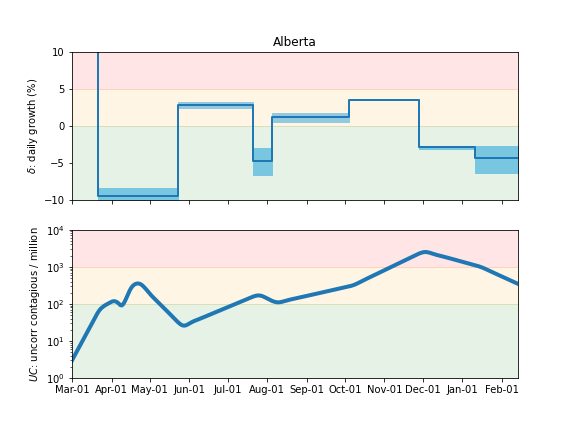 Alberta
δ: daily growth (%)
10
5
0
−5
−10
UC: uncorr contagious / million
10⁴
10³
10²
10¹
10⁰
Mar-01 Apr-01 May-01 Jun-01 Jul-01 Aug-01 Sep-01 Oct-01 Nov-01 Dec-01 Jan-01 Feb-01